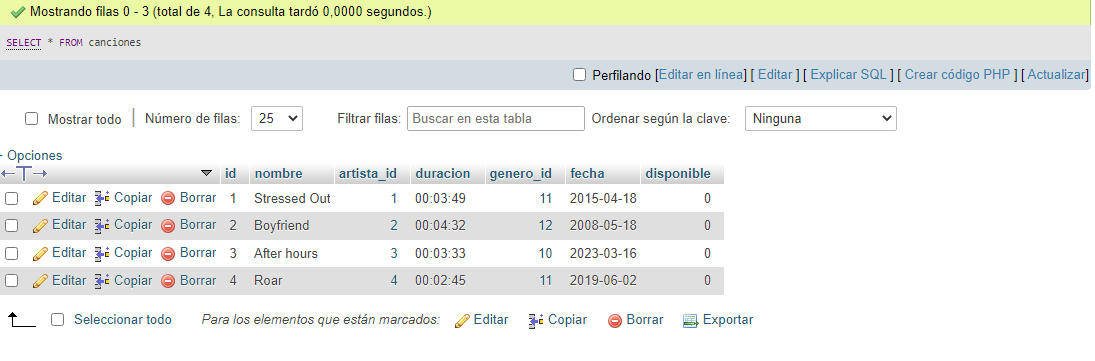 Mostrando filas 0 - 3 (total de 4, La consulta tardó 0,0000 segundos.)
SELECT * FROM canciones
Perfilando [Editar en línea] [ Editar ] [ Explicar SQL ] [ Crear código PHP ] [ Actualizar]
Mostrar todo | Número de filas: 25 Filtrar filas: Buscar en esta tabla Ordenar según la clave: Ninguna
+ Opciones
←T→ id nombre artista_id duracion genero_id fecha disponible
Editar Copiar Borrar 1 Stressed Out 1 00:03:49 11 2015-04-18 0
Editar Copiar Borrar 2 Boyfriend 2 00:04:32 12 2008-05-18 0
Editar Copiar Borrar 3 After hours 3 00:03:33 10 2023-03-16 0
Editar Copiar Borrar 4 Roar 4 00:02:45 11 2019-06-02 0
Seleccionar todo Para los elementos que están marcados: Editar Copiar Borrar Exportar